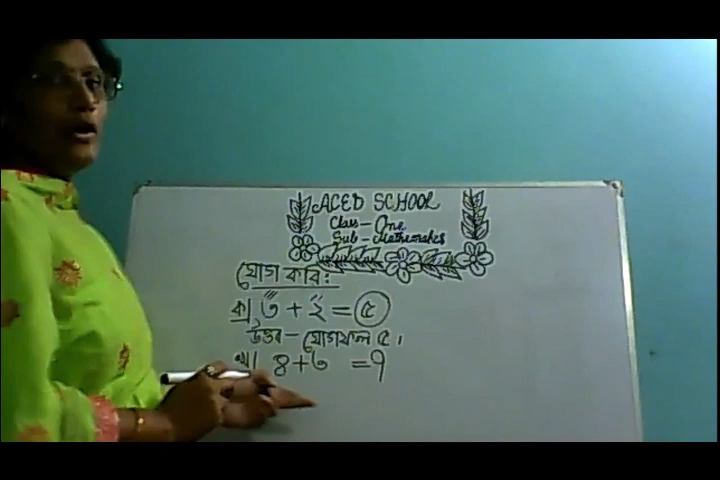 ACED SCHOOL
Class - One
Sub - Mathematics
যোগ করি:
ক) ৩ + ২ = ৫
উত্তর - যোগফল ৫।
খ) ৪+৩ =৭